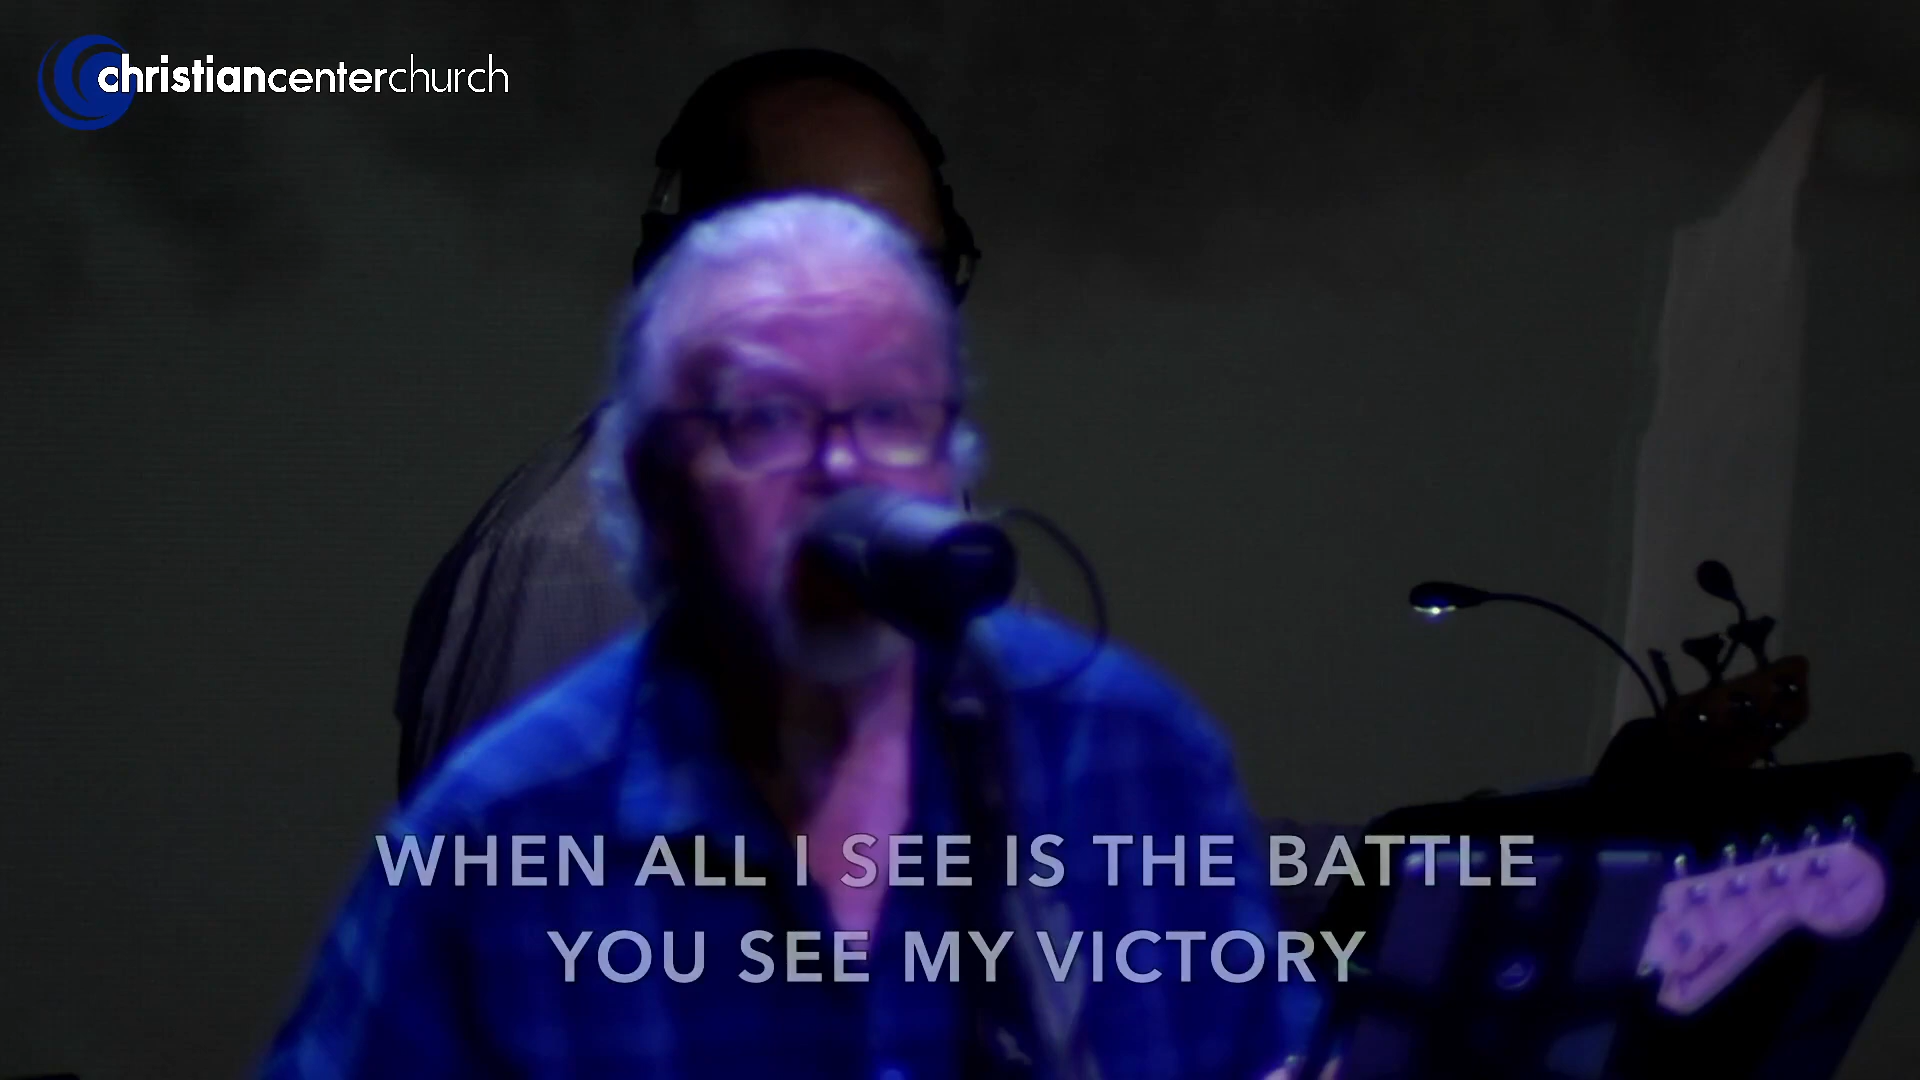 christiancenterchurch
WHEN ALL I SEE IS THE BATTLE
YOU SEE MY VICTORY